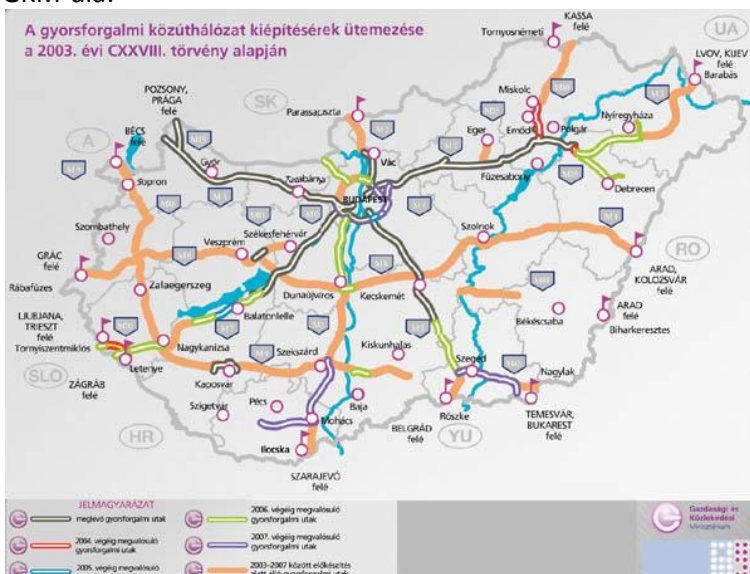 A gyorsforgalmi közúthálózat kiépítésérek ütemezése
a 2003. évi CXXVIII. törvény alapján
KASSA
felé
Tornyosnémeti
UA
LVOV, KIJEV
felé
Barabás
POZSONY,
PRÁGA
felé
SK
Parassapuszta
Miskolc
Eger
Emőd
Polgár
Nyíregyháza
A
BÉCS
felé
Győr
Vác
Sopron
Tatabánya
BUDAPEST
Füzesabony
Debrecen
Szombathely
Székesfehérvár
Veszprém
Szolnok
RO
GRÁC
felé
Rábafüzes
Zalaegerszeg
Dunaújváros
Kecskemét
ARAD,
KOLOZSVÁR
felé
LJUBJANA,
TRIESZT
felé
Tornyiszentmiklós
Balatonlelle
Békéscsaba
ARAD
felé
Biharkeresztes
Nagykanizsa
Szekszárd
Kiskunhalas
SLO
Letenye
Kaposvár
Szeged
Nagylak
ZÁGRÁB
felé
Szigetvár
Pécs
Baja
Mohács
Röszke
HR
Ilocska
BELGRÁD
felé
YU
TEMESVÁR,
BUKAREST
felé
SZARAJEVÓ
felé
JELMAGYARÁZAT
meglévő gyorsforgalmi utak
2004. végéig megvalósuló
gyorsforgalmi utak
2005. végéig megvalósuló
2006. végéig megvalósuló
gyorsforgalmi utak
2007. végéig megvalósuló
gyorsforgalmi utak
2003-2007 között előkészítés
alatt álló gyorsforgalmi utak
Gazdasági és
Közlekedési
Minisztérium